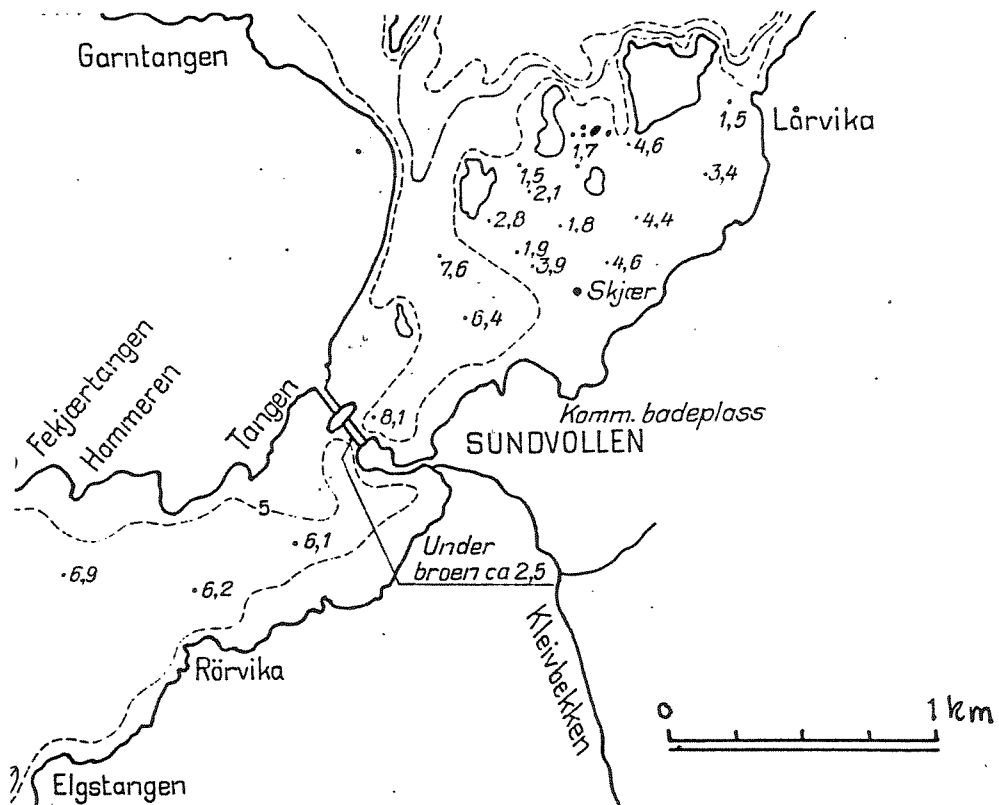 Garntangen
Lårvika
1,5
4,6
1,7
3,4
1,5
2,1
2,8
1,8
4,4
1,9
3,9
4,6
7,6
Skjær
6,4
Fekjærtangen
Hammeren
Tangen
8,1
Komm. badeplass
SUNDVOLLEN
5
6,1
Under
broen ca 2,5
6,9
6,2
Kleivbekken
Rörvika
0
1 km
Elgstangen